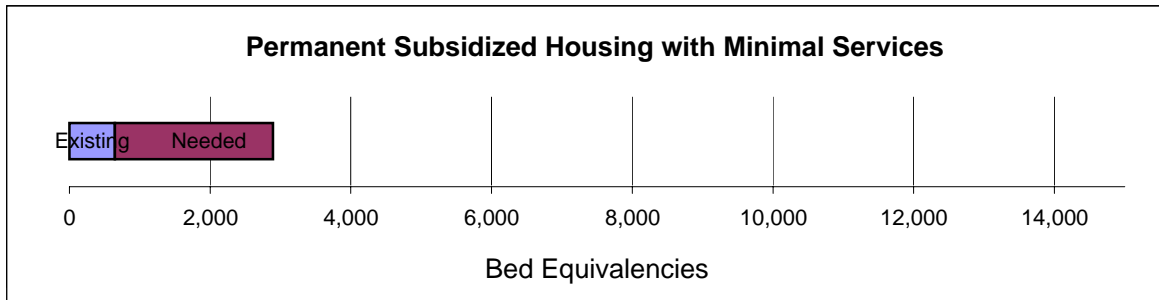 Permanent Subsidized Housing with Minimal Services
Existing Needed
0 2,000 4,000 6,000 8,000 10,000 12,000 14,000
Bed Equivalencies